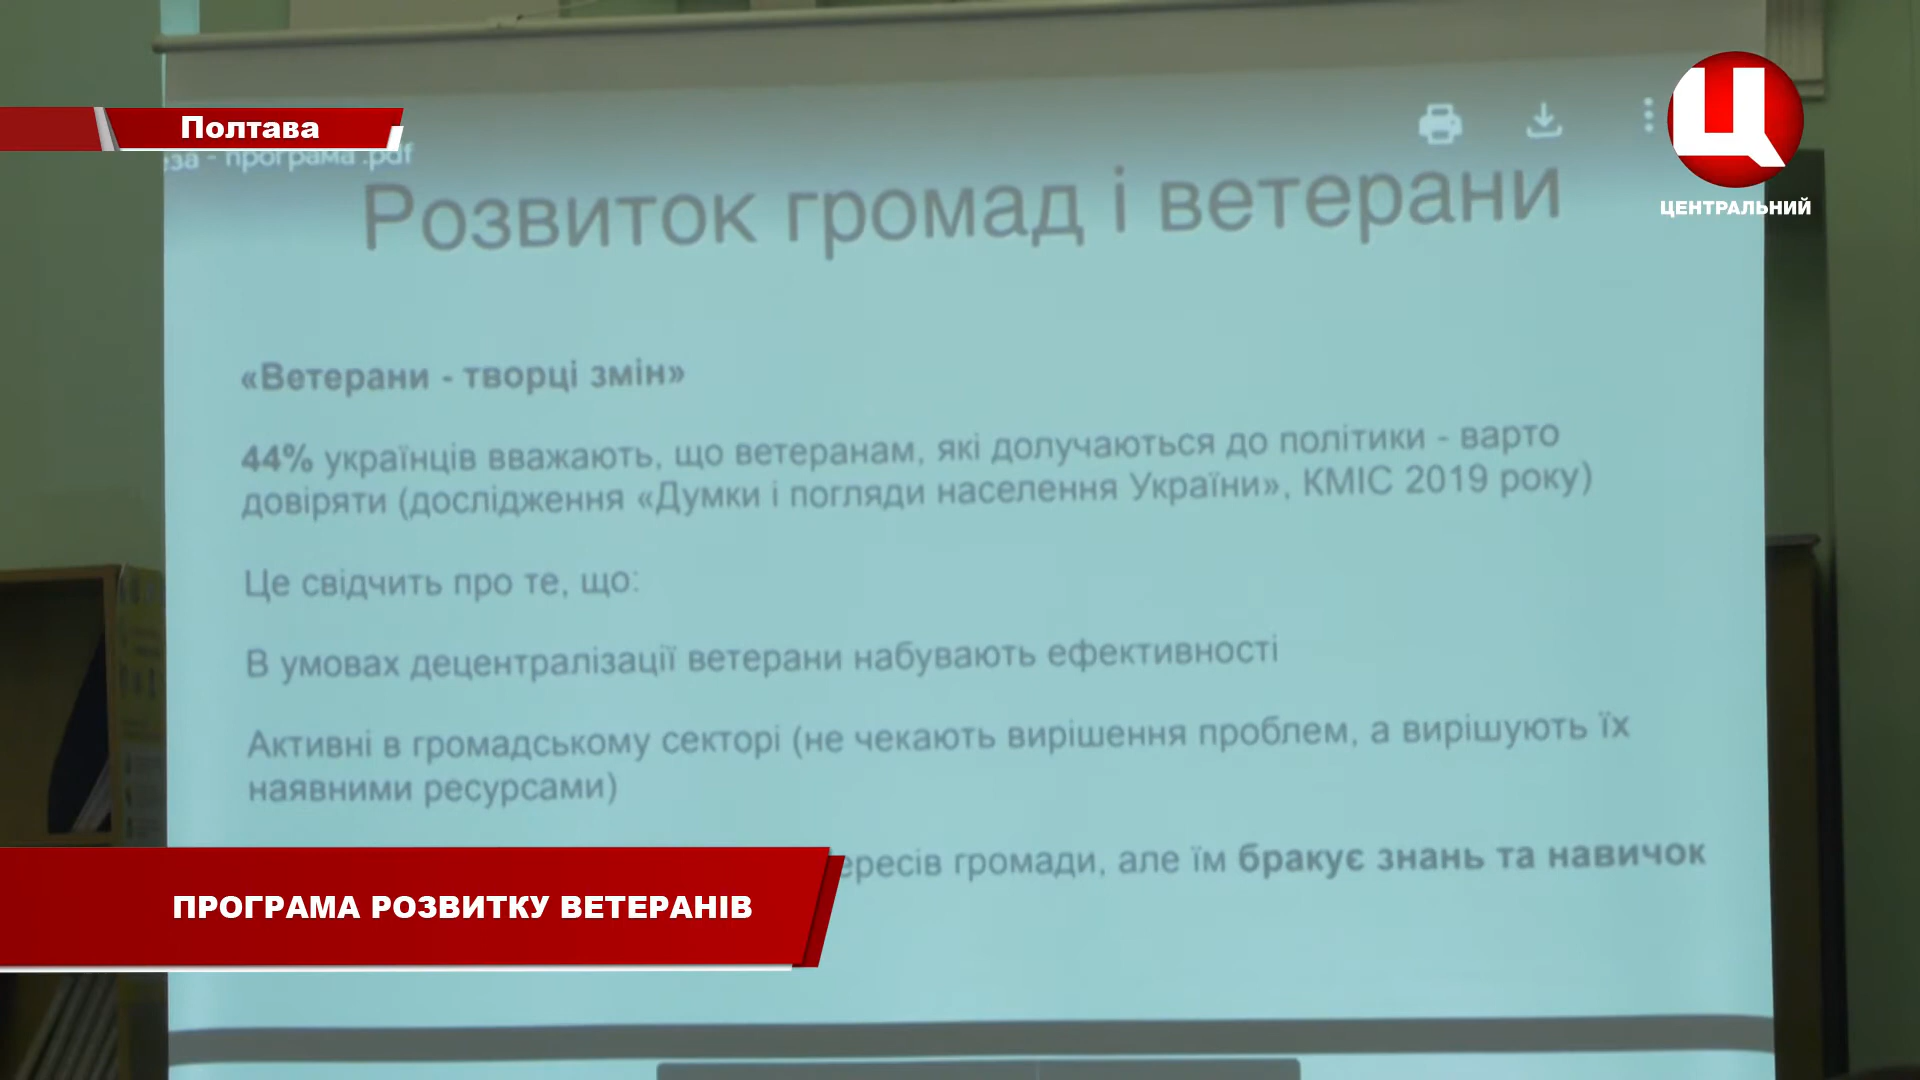 Полтава
- програма .pdf
Ц
ЦЕНТРАЛЬНИЙ
Розвиток громад і ветерани
«Ветерани - творці змін»
44% українців вважають, що ветеранам, які долучаються до політики - варто
довіряти (дослідження «Думки і погляди населення України», КМІС 2019 року)
Це свідчить про те, що:
В умовах децентралізації ветерани набувають ефективності
Активні в громадському секторі (не чекають вирішення проблем, а вирішують їх
наявними ресурсами)
громади, але їм бракує знань та навичок
ПРОГРАМА РОЗВИТКУ ВЕТЕРАНІВ